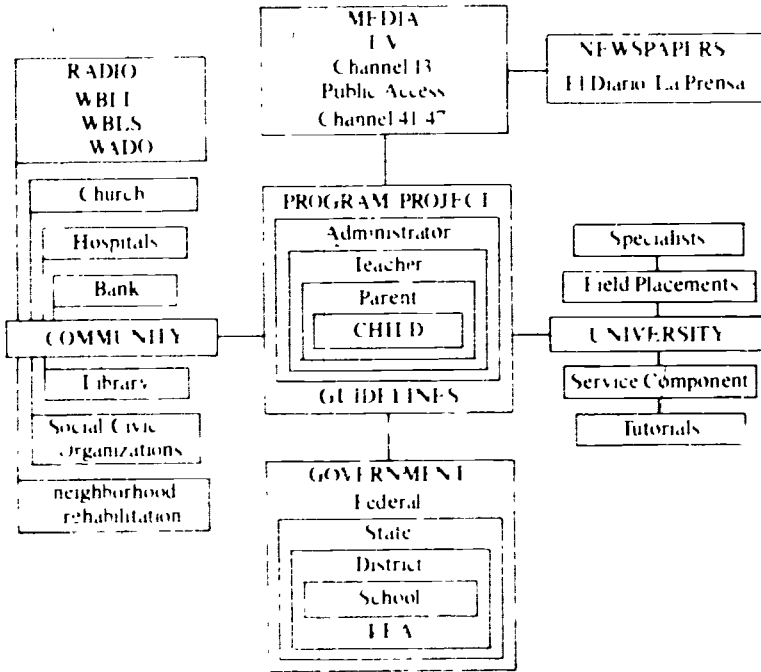 MEDIA
Channel 13
Public Access
Channel 41-47
NEWSPAPERS
El Diario La Prensa
RADIO
WBLI
WBLS
WADO
Church
Hospitals
Bank
COMMUNITY
Library
Social Civic
Organizations
neighborhood
rehabilitation
PROGRAM PROJECT
Administrator
Teacher
Parent
CHILD
GUIDELINES
Specialists
Field Placements
UNIVERSITY
Service Component
Tutorials
GOVERNMENT
Federal
State
District
School